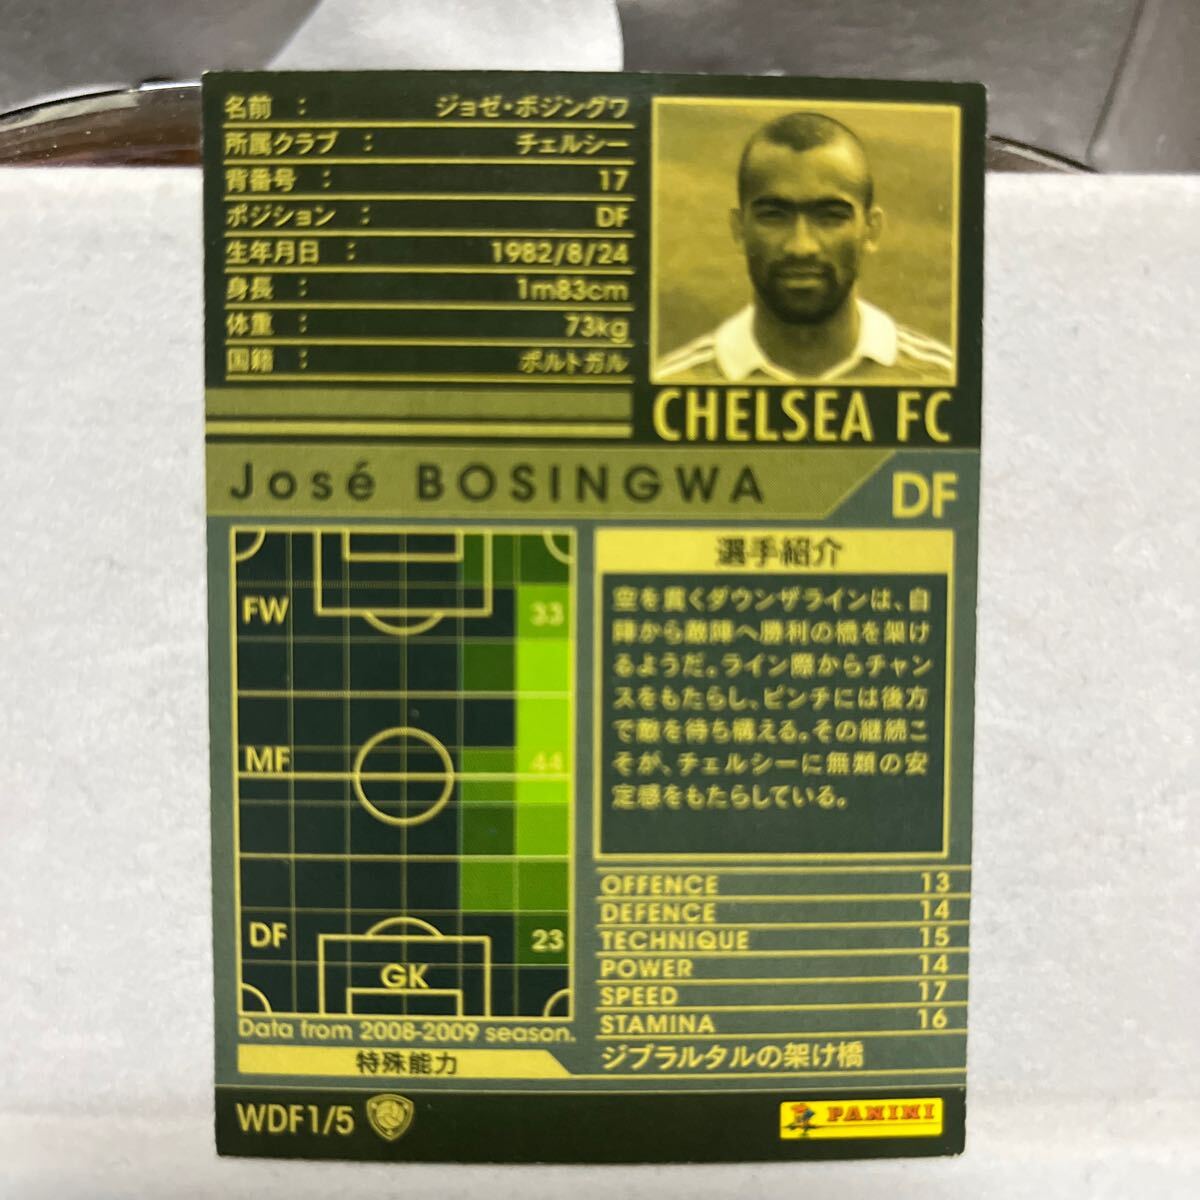 名前 : ジョゼ・ボジングワ
所属クラブ : チェルシー
背番号 : 17
ポジション : DF
生年月日 : 1982/8/24
身長 : 1m83cm
体重 : 73kg
国籍 : ポルトガル
CHELSEA FC
José BOSINGWA
DF
FW
33
MF
44
DF
23
GK
Data from 2008-2009 season.
選手紹介
空を貫くダウンザラインは、自
陣から敵陣へ勝利の橋を架け
るようだ。ライン際からチャン
スをもたらし、ピンチには後方
で敵を待ち構える。その継続こ
そが、チェルシーに無類の安
定感をもたらしている。
OFFENCE 13
DEFENCE 14
TECHNIQUE 15
POWER 14
SPEED 17
STAMINA 16
特殊能力
ジブラルタルの架け橋
WDF1/5
PANINI